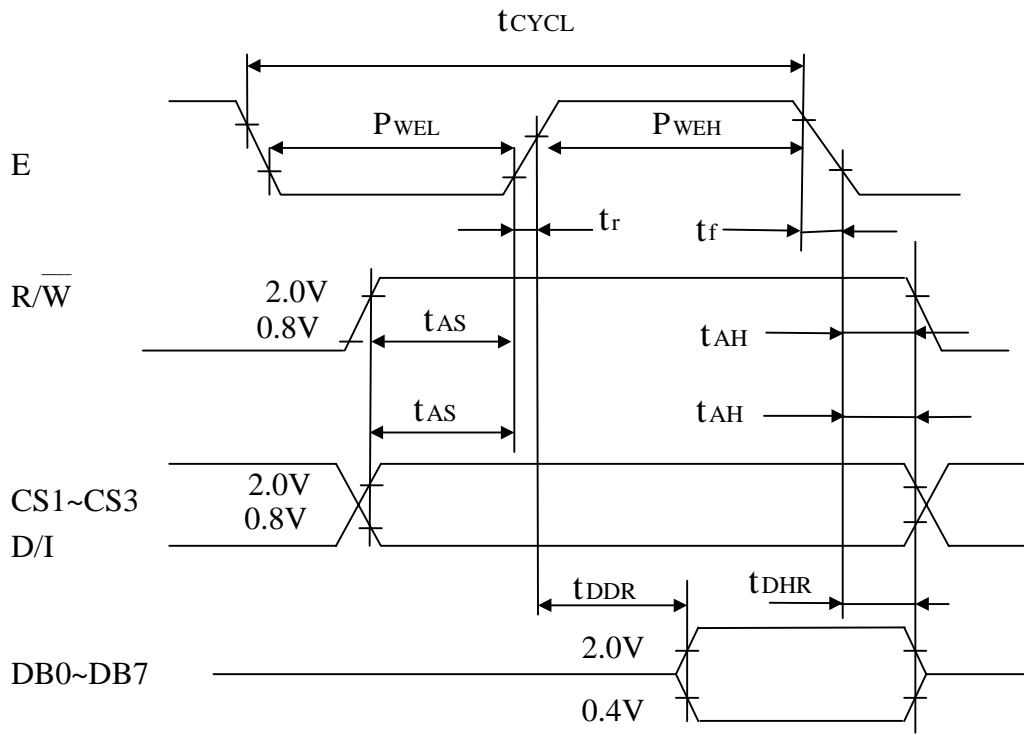 tCYCL
PWEL
PWEH
E
tr
tf
R/W̅
2.0V
0.8V
tAS
tAH
tAS
tAH
CS1~CS3
2.0V
0.8V
D/I
tDDR
tDHR
2.0V
DB0~DB7
0.4V